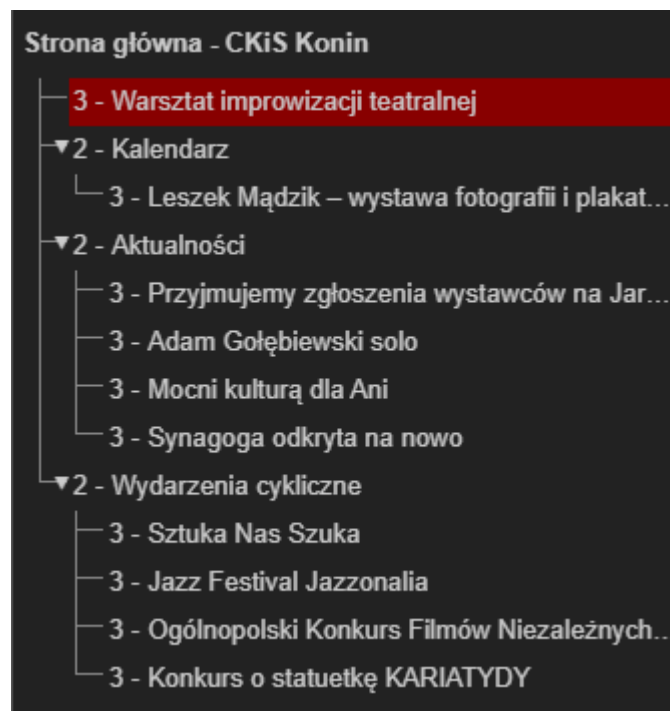 Strona główna - CKiS Konin
3 - Warsztat improwizacji teatralnej
2 - Kalendarz
3 - Leszek Mądzik – wystawa fotografii i plakat...
2 - Aktualności
3 - Przyjmujemy zgłoszenia wystawców na Jar...
3 - Adam Gołębiewski solo
3 - Mocni kulturą dla Ani
3 - Synagoga odkryta na nowo
2 - Wydarzenia cykliczne
3 - Sztuka Nas Szuka
3 - Jazz Festival Jazzonalia
3 - Ogólnopolski Konkurs Filmów Niezależnych...
3 - Konkurs o statuetkę KARIATYDY